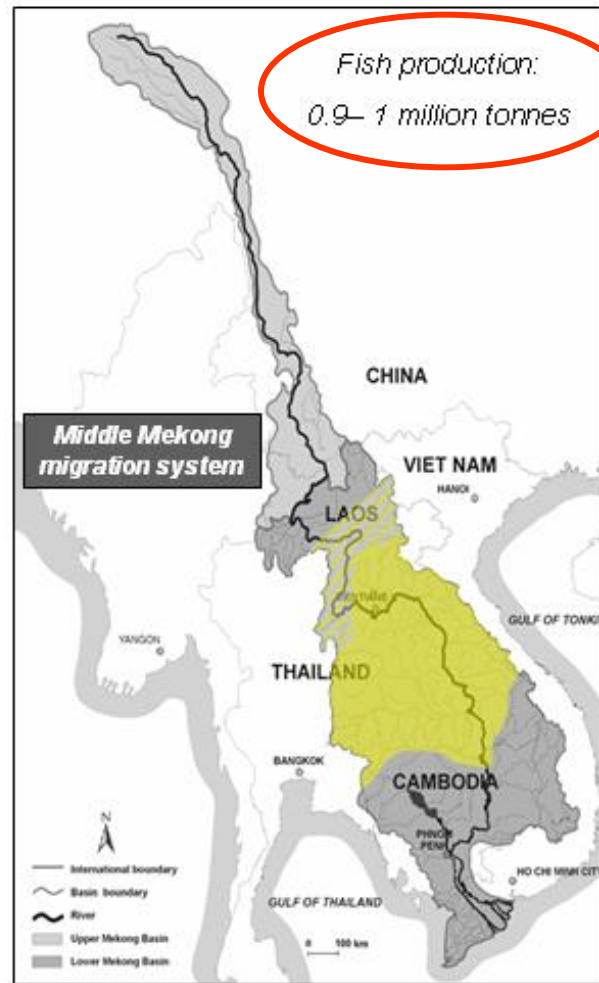 Fish production:
0.9– 1 million tonnes
CHINA
Middle Mekong
migration system
VIET NAM
HANOI
LAOS
GULF OF TONKI
YANGON
THAILAND
BANGKOK
CAMBODIA
N
PHNOM
PENH
HO CHI MINH CITY
GULF OF THAILAND
International boundary
Basin boundary
River
Upper Mekong Basin
Lower Mekong Basin
0 100 km